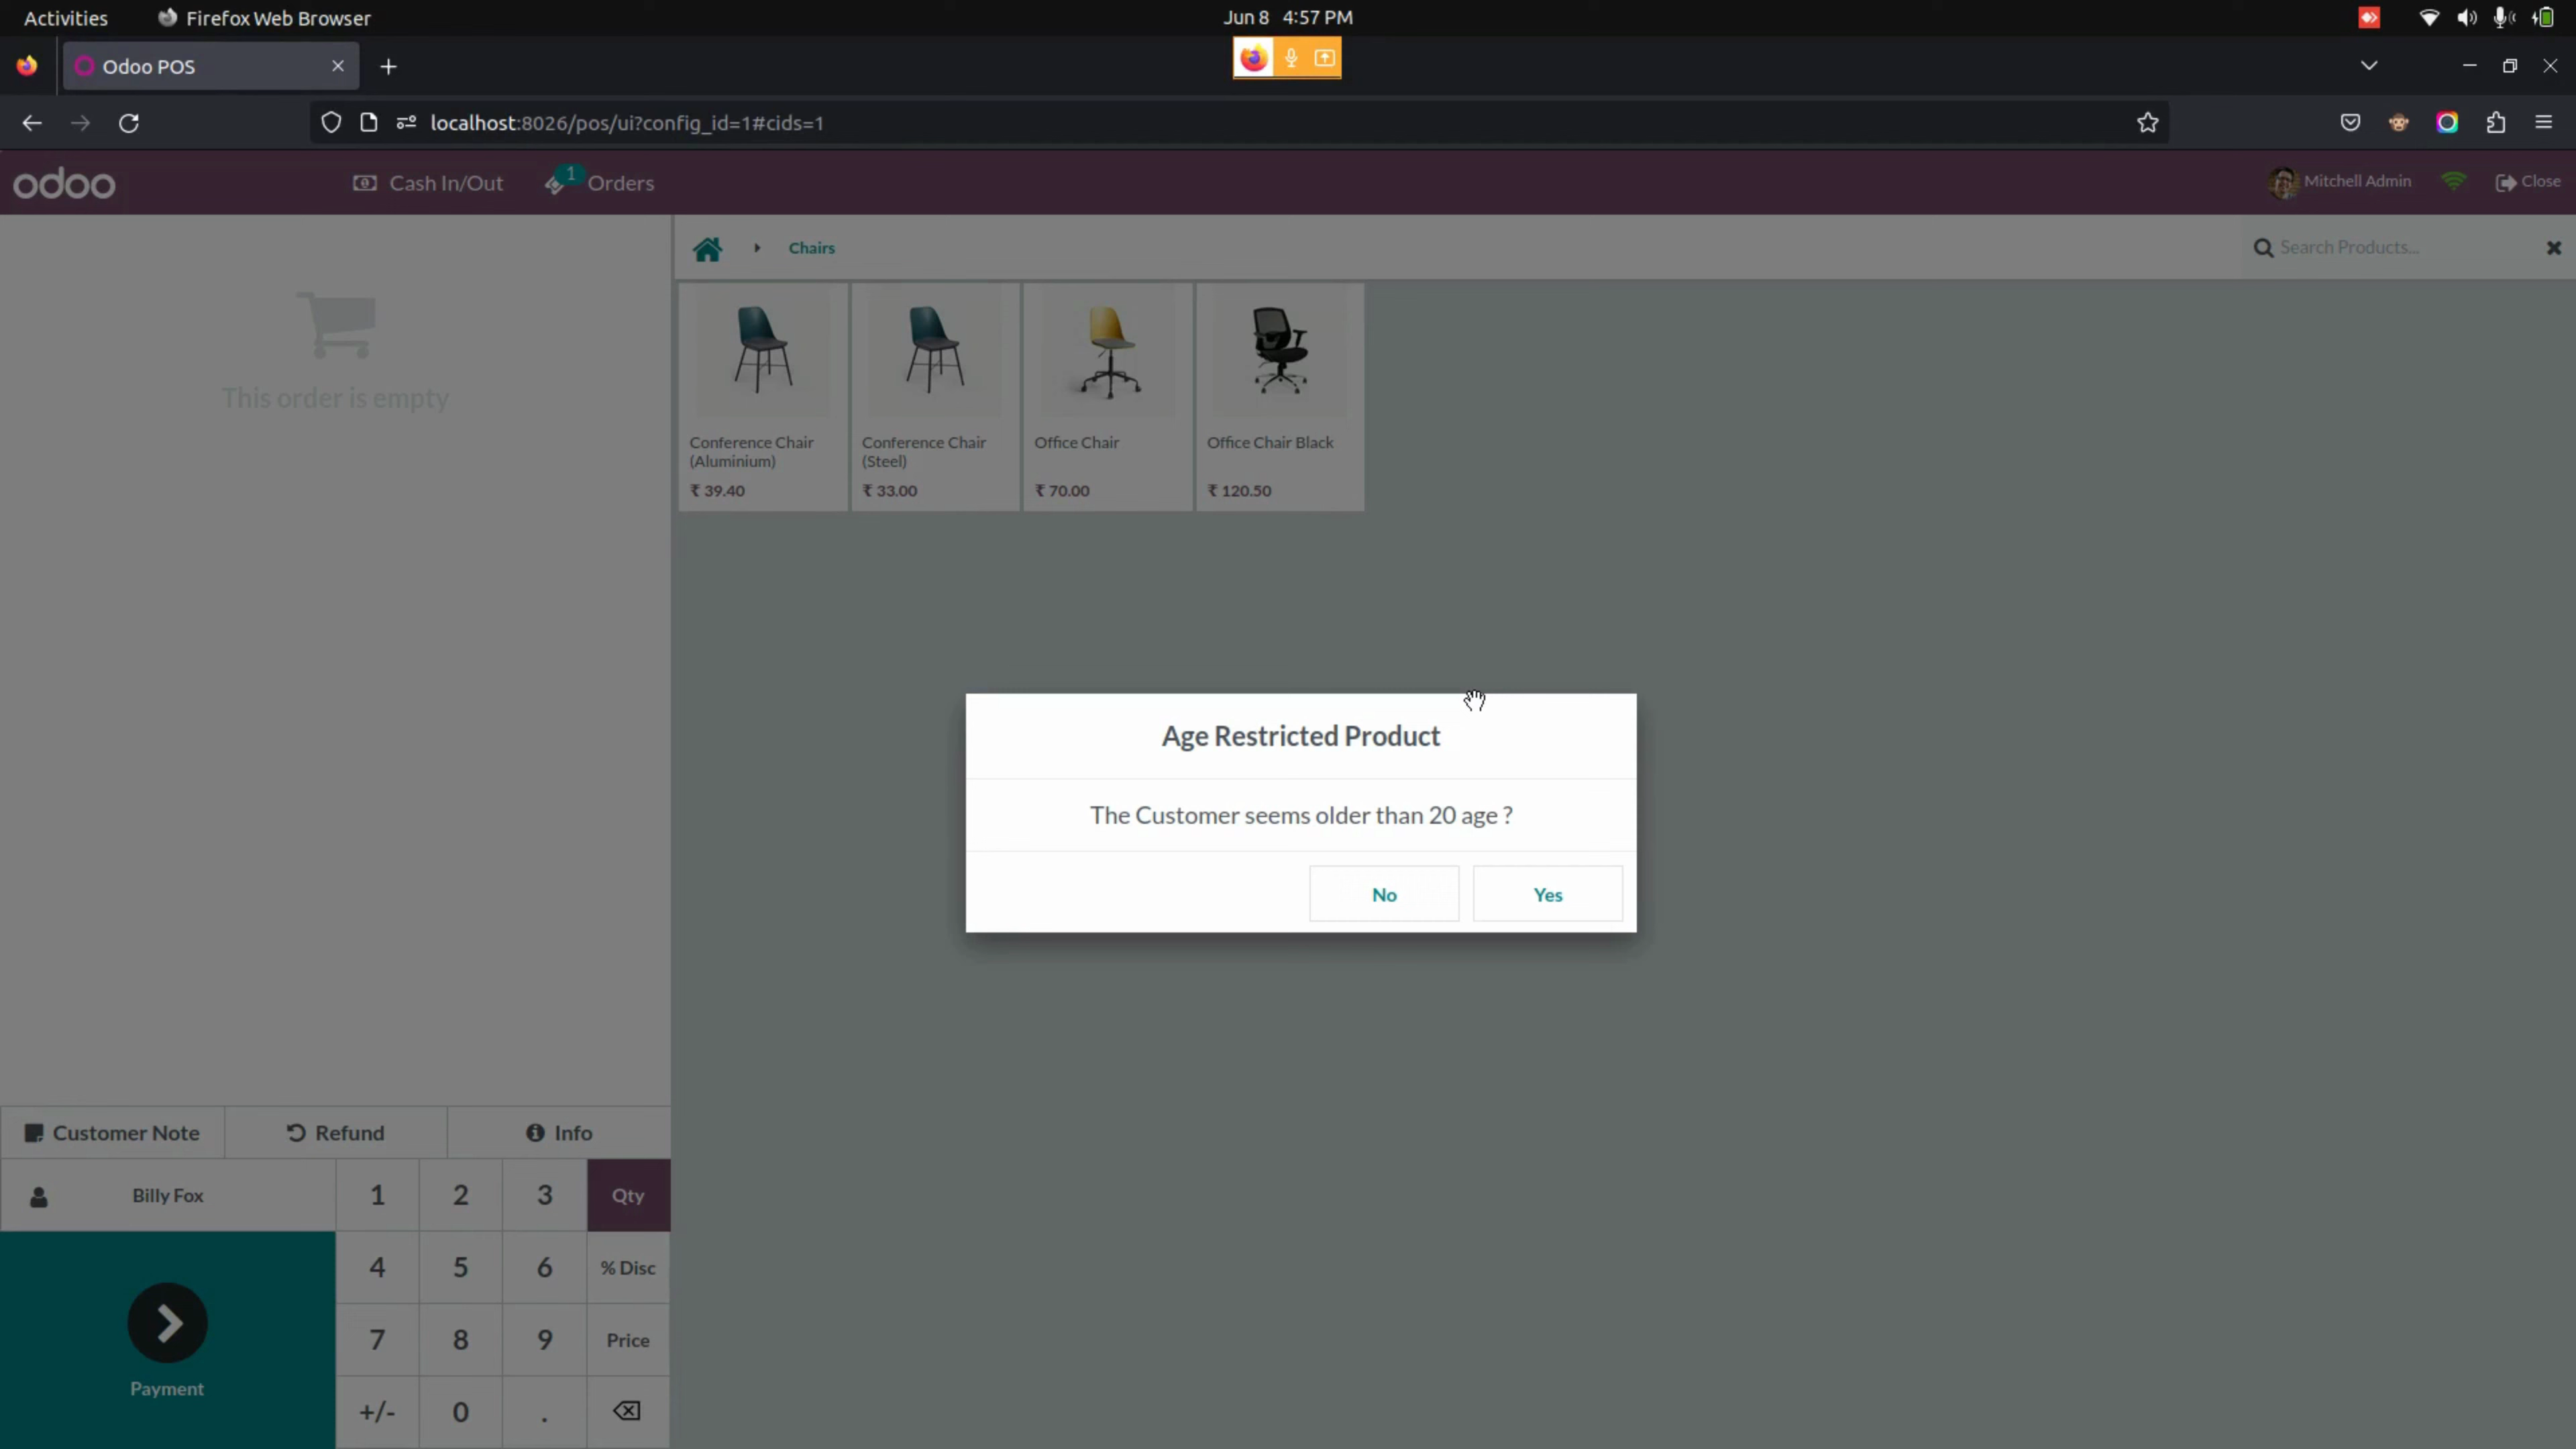 Activities Firefox Web Browser Jun 8 4:57 PM
Odoo POS
localhost:8026/pos/ui?config_id=1#cids=1
odoo Cash In/Out 1 Orders Mitchell Admin Close
Chairs Search Products...
This order is empty
Conference Chair (Aluminium)
₹ 39.40
Conference Chair (Steel)
₹ 33.00
Office Chair
₹ 70.00
Office Chair Black
₹ 120.50
Age Restricted Product
The Customer seems older than 20 age ?
No Yes
Customer Note Refund Info
Billy Fox 1 2 3 Qty
4 5 6 % Disc
7 8 9 Price
Payment
+/- 0 .